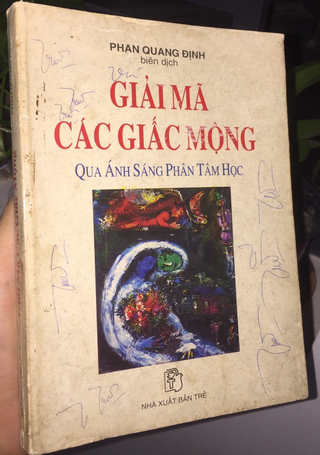 PHAN QUANG ĐỊNH
biên dịch
GIẢI MÃ
CÁC GIẤC MỘNG
QUA ÁNH SÁNG PHÂN TÂM HỌC
NHÀ XUẤT BẢN TRẺ